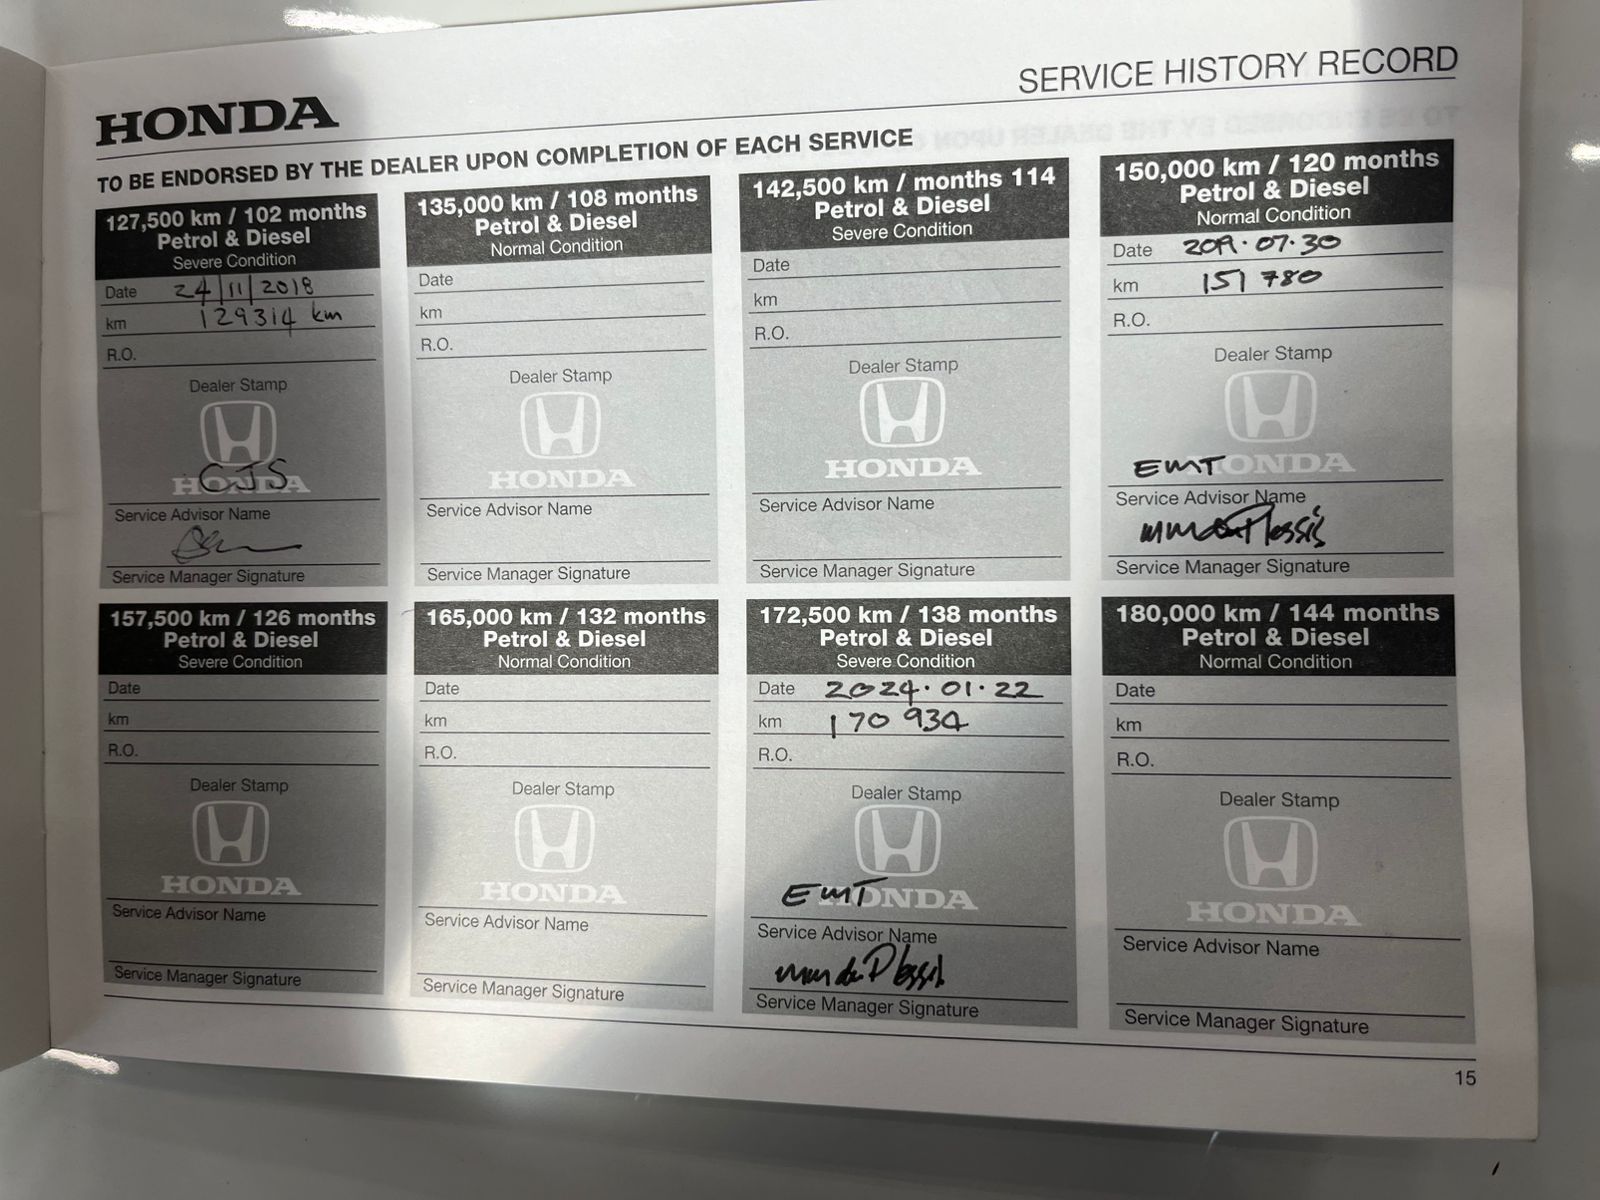 SERVICE HISTORY RECORD
HONDA
TO BE ENDORSED BY THE DEALER UPON COMPLETION OF EACH SERVICE
127,500 km / 102 months
Petrol & Diesel
Severe Condition
Date 24/11/2018
km 129314 km
R.O.
Dealer Stamp
HONDA
CJS
Service Advisor Name
Service Manager Signature
135,000 km / 108 months
Petrol & Diesel
Normal Condition
Date
km
R.O.
Dealer Stamp
HONDA
Service Advisor Name
Service Manager Signature
142,500 km / months 114
Petrol & Diesel
Severe Condition
Date
km
R.O.
Dealer Stamp
HONDA
Service Advisor Name
Service Manager Signature
150,000 km / 120 months
Petrol & Diesel
Normal Condition
Date 2019.07.30
km 151 780
R.O.
Dealer Stamp
HONDA
EMT
Service Advisor Name
Service Manager Signature
157,500 km / 126 months
Petrol & Diesel
Severe Condition
Date
km
R.O.
Dealer Stamp
HONDA
Service Advisor Name
Service Manager Signature
165,000 km / 132 months
Petrol & Diesel
Normal Condition
Date
km
R.O.
Dealer Stamp
HONDA
Service Advisor Name
Service Manager Signature
172,500 km / 138 months
Petrol & Diesel
Severe Condition
Date 2024.01.22
km 170 934
R.O.
Dealer Stamp
HONDA
EMT
Service Advisor Name
Service Manager Signature
180,000 km / 144 months
Petrol & Diesel
Normal Condition
Date
km
R.O.
Dealer Stamp
HONDA
Service Advisor Name
Service Manager Signature
15